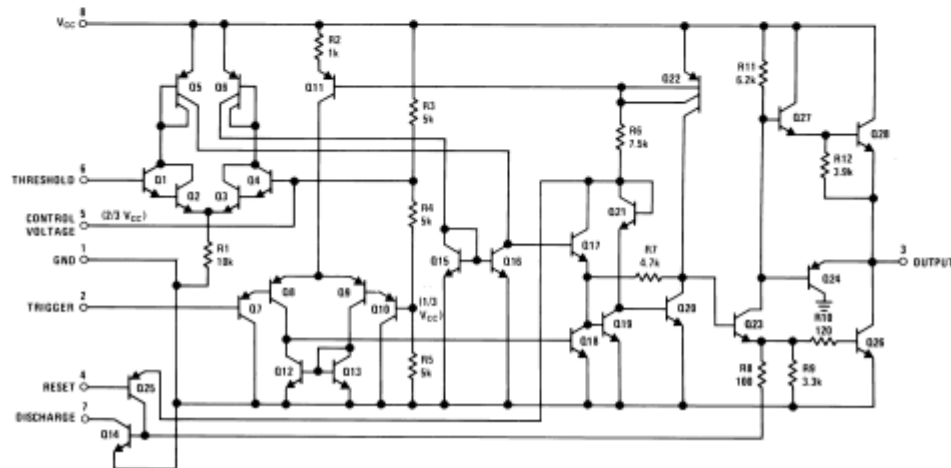 8
VCC
R2
1k
Q5
Q6
Q11
R3
5k
R6
7.5k
Q22
R11
6.2k
Q27
Q28
R12
3.9k
6
THRESHOLD
Q1
Q2
Q3
Q4
5
CONTROL
VOLTAGE
(2/3 VCC)
R4
5k
Q21
R1
10k
1
GND
Q15
Q16
Q17
R7
4.7k
3
OUTPUT
Q24
2
TRIGGER
Q7
Q8
Q9
Q10
(1/3
VCC)
Q18
Q19
Q20
Q23
R10
120
Q26
Q12
Q13
R5
5k
R8
100
R9
3.3k
4
RESET
Q25
7
DISCHARGE
Q14